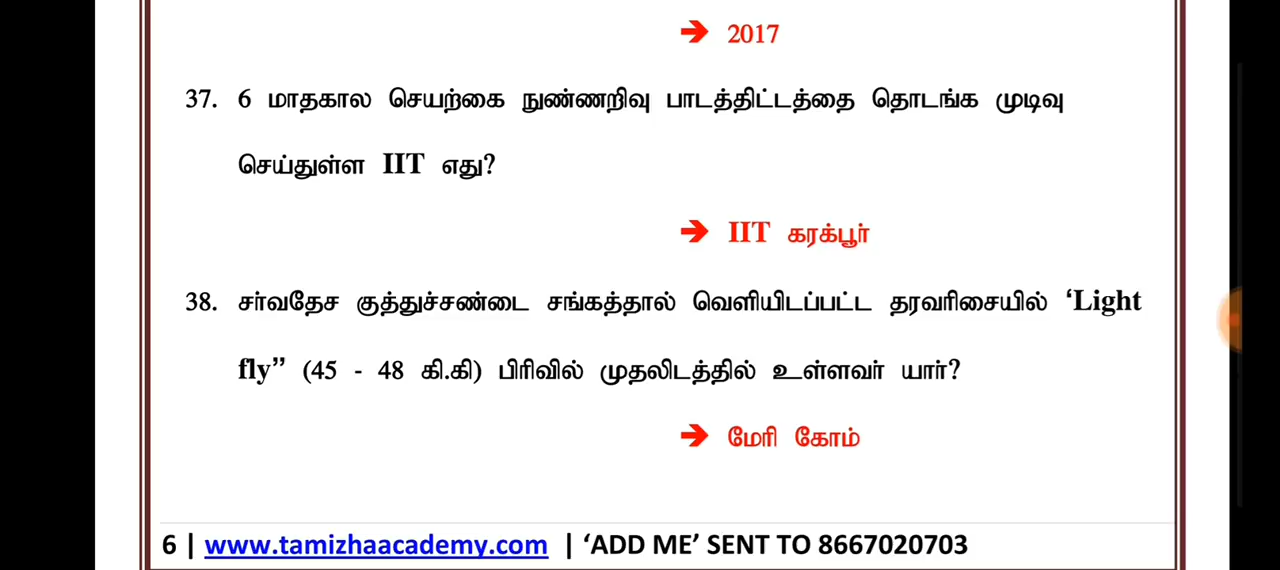 ➔ 2017
37. 6 மாதகால செயற்கை நுண்ணறிவு பாடத்திட்டத்தை தொடங்க முடிவு
செய்துள்ள IIT எது?
➔ IIT கரக்பூர்
38. சர்வதேச குத்துச்சண்டை சங்கத்தால் வெளியிடப்பட்ட தரவரிசையில் ‘Light
fly” (45 - 48 கி.கி) பிரிவில் முதலிடத்தில் உள்ளவர் யார்?
➔ மேரி கோம்
6 | www.tamizhaacademy.com | ‘ADD ME’ SENT TO 8667020703